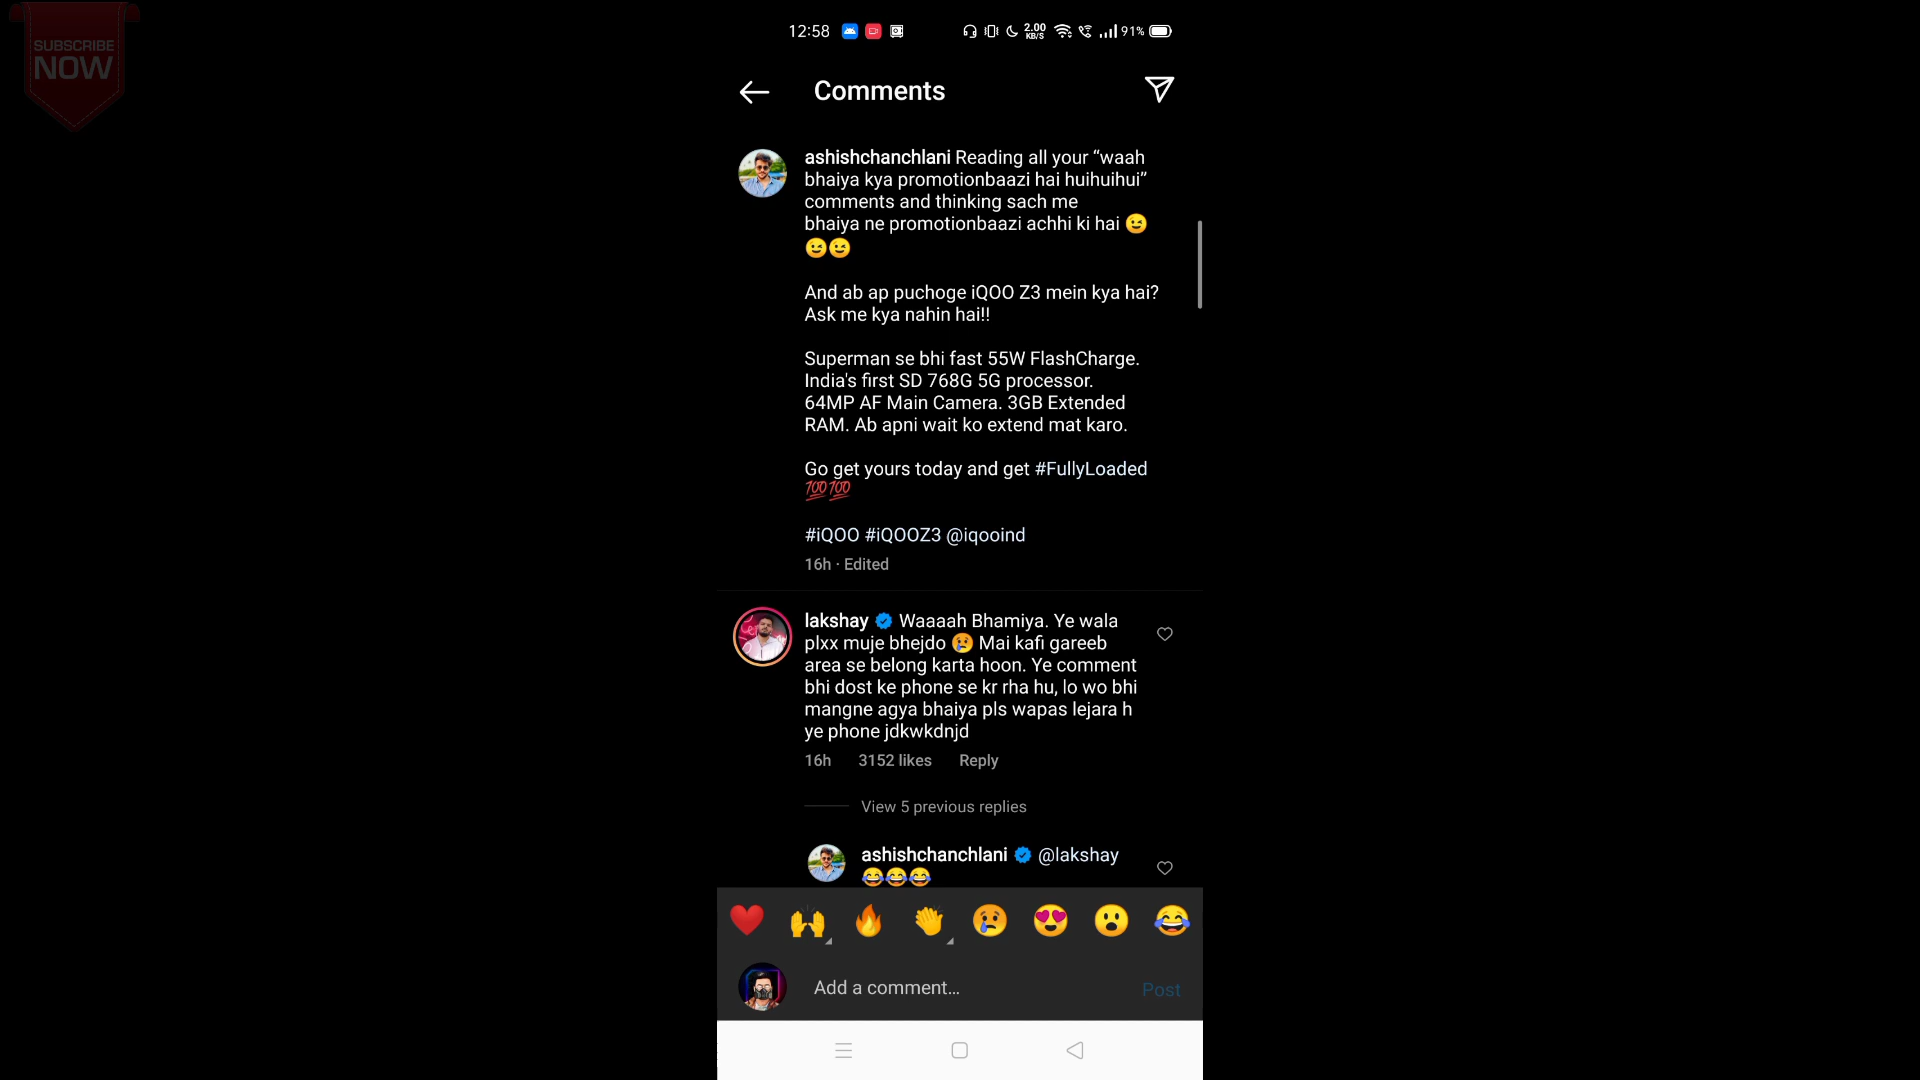 SUBSCRIBE
NOW
12:58
2.00
KB/S
91%
Comments
ashishchanchlani Reading all your “waah
bhaiya kya promotionbaazi hai huihuihui”
comments and thinking sach me
bhaiya ne promotionbaazi achhi ki hai 😉
😉😉
And ab ap puchoge iQOO Z3 mein kya hai?
Ask me kya nahin hai!!
Superman se bhi fast 55W FlashCharge.
India's first SD 768G 5G processor.
64MP AF Main Camera. 3GB Extended
RAM. Ab apni wait ko extend mat karo.
Go get yours today and get #FullyLoaded
💯💯
#iQOO #iQOOZ3 @iqooind
16h · Edited
lakshay Waaaah Bhamiya. Ye wala
plxx muje bhejdo 😢 Mai kafi gareeb
area se belong karta hoon. Ye comment
bhi dost ke phone se kr rha hu, lo wo bhi
mangne agya bhaiya pls wapas lejara h
ye phone jdkwkdnjd
16h 3152 likes Reply
View 5 previous replies
ashishchanchlani @lakshay
😂😂😂
Add a comment...
Post